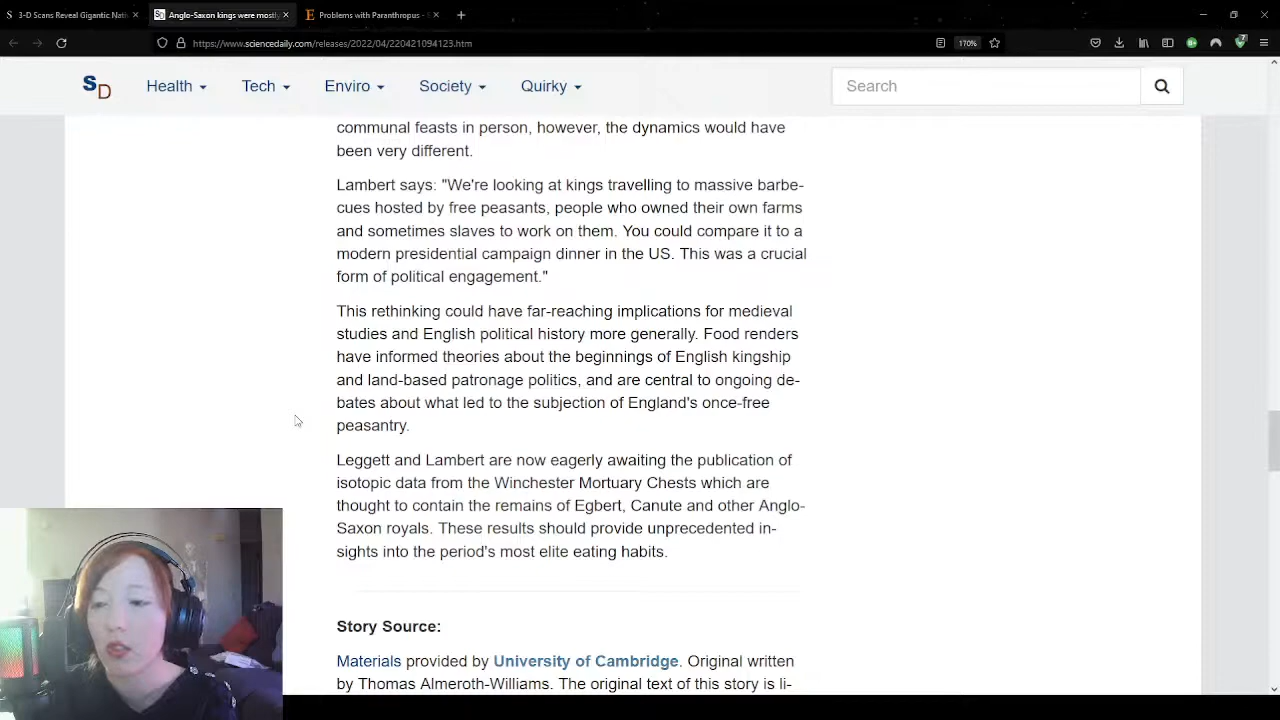 3-D Scans Reveal Gigantic Nati
Anglo-Saxon kings were mostly
Problems with Paranthropus -
https://www.sciencedaily.com/releases/2022/04/220421094123.htm
170%
SD
Health
Tech
Enviro
Society
Quirky
Search
communal feasts in person, however, the dynamics would have
been very different.
Lambert says: "We're looking at kings travelling to massive barbe-
cues hosted by free peasants, people who owned their own farms
and sometimes slaves to work on them. You could compare it to a
modern presidential campaign dinner in the US. This was a crucial
form of political engagement."
This rethinking could have far-reaching implications for medieval
studies and English political history more generally. Food renders
have informed theories about the beginnings of English kingship
and land-based patronage politics, and are central to ongoing de-
bates about what led to the subjection of England's once-free
peasantry.
Leggett and Lambert are now eagerly awaiting the publication of
isotopic data from the Winchester Mortuary Chests which are
thought to contain the remains of Egbert, Canute and other Anglo-
Saxon royals. These results should provide unprecedented in-
sights into the period's most elite eating habits.
Story Source:
Materials provided by University of Cambridge. Original written
by Thomas Almeroth-Williams. The original text of this story is li-